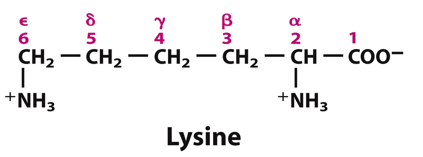 ϵ δ γ β α
6 5 4 3 2 1
CH₂ — CH₂ — CH₂ — CH₂ — CH — COO⁻
⁺NH₃ ⁺NH₃
Lysine